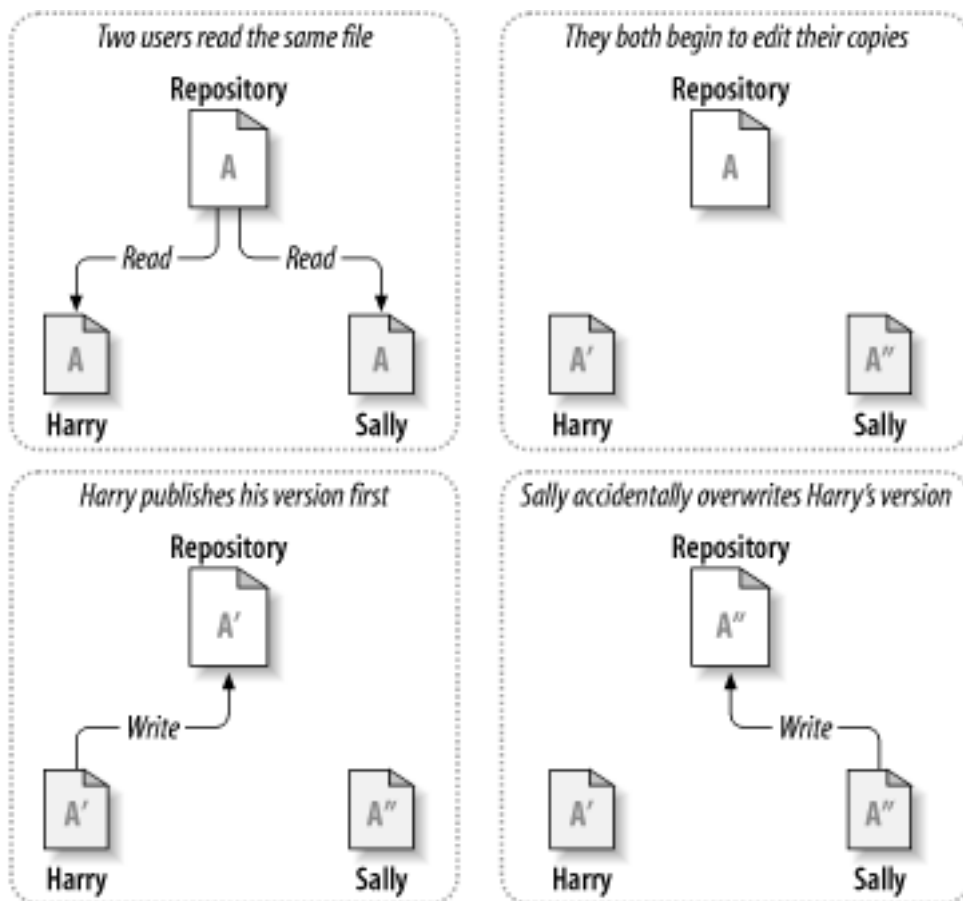 Two users read the same file
Repository
A
Read
Read
A
A
Harry
Sally
They both begin to edit their copies
Repository
A
A'
A"
Harry
Sally
Harry publishes his version first
Repository
A'
Write
A'
A"
Harry
Sally
Sally accidentally overwrites Harry's version
Repository
A"
Write
A'
A"
Harry
Sally